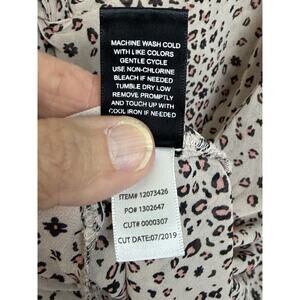 MACHINE WASH COLD
WITH LIKE COLORS
GENTLE CYCLE
USE NON-CHLORINE
BLEACH IF NEEDED
TUMBLE DRY LOW
REMOVE PROMPTLY
AND TOUCH UP WITH
COOL IRON IF NEEDED
ITEM# 12073426
PO# 1302647
CUT# 0000307
CUT DATE:07/2019